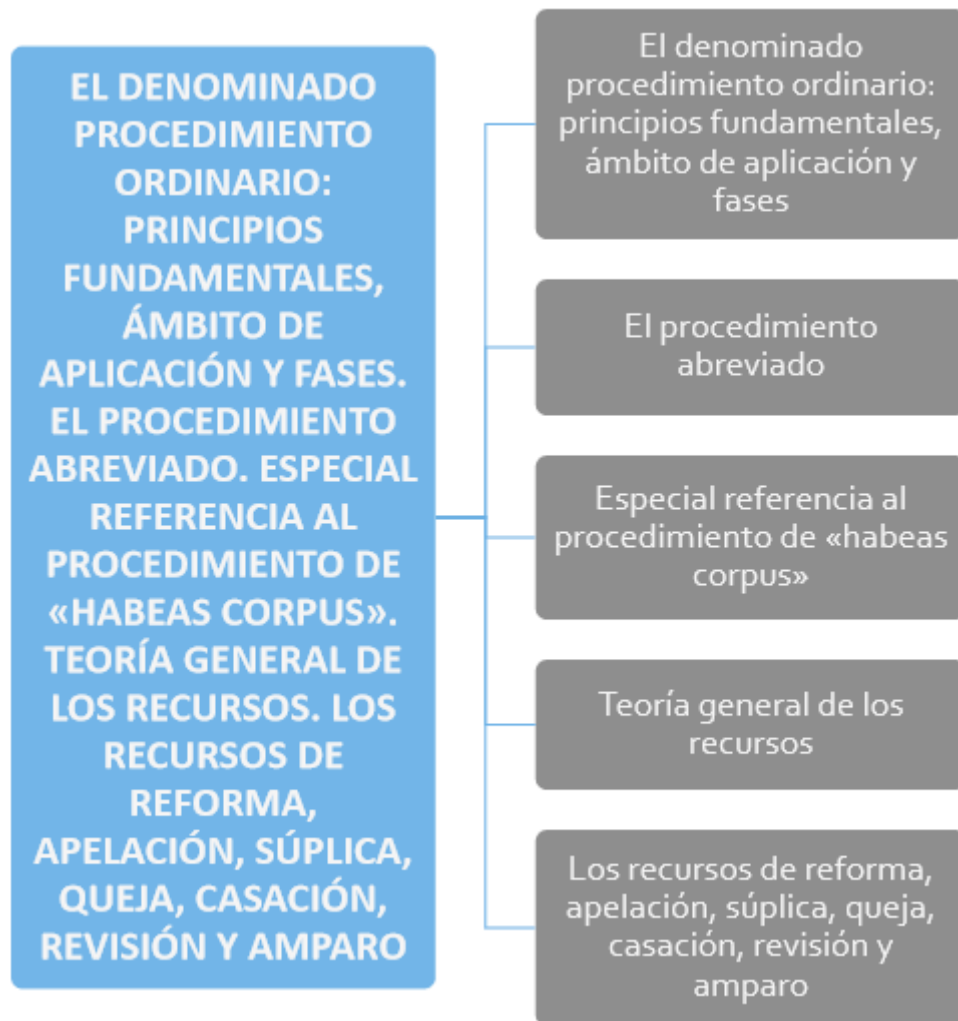 EL DENOMINADO
PROCEDIMIENTO
ORDINARIO:
PRINCIPIOS
FUNDAMENTALES,
ÁMBITO DE
APLICACIÓN Y FASES.
EL PROCEDIMIENTO
ABREVIADO. ESPECIAL
REFERENCIA AL
PROCEDIMIENTO DE
«HABEAS CORPUS».
TEORÍA GENERAL DE
LOS RECURSOS. LOS
RECURSOS DE
REFORMA,
APELACIÓN, SÚPLICA,
QUEJA, CASACIÓN,
REVISIÓN Y AMPARO
El denominado
procedimiento ordinario:
principios fundamentales,
ámbito de aplicación y
fases
El procedimiento
abreviado
Especial referencia al
procedimiento de «habeas
corpus»
Teoría general de los
recursos
Los recursos de reforma,
apelación, súplica, queja,
casación, revisión y
amparo